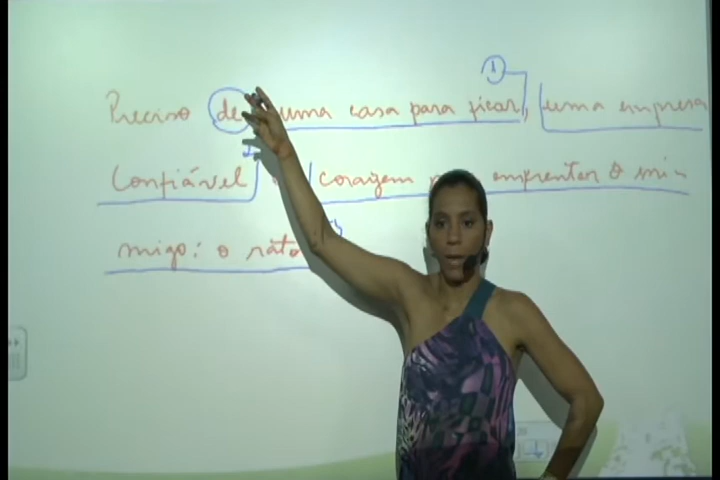 Preciso de uma casa para ficar, uma empresa
confiável e coragem p enfrentar o ini-
migo: o rato